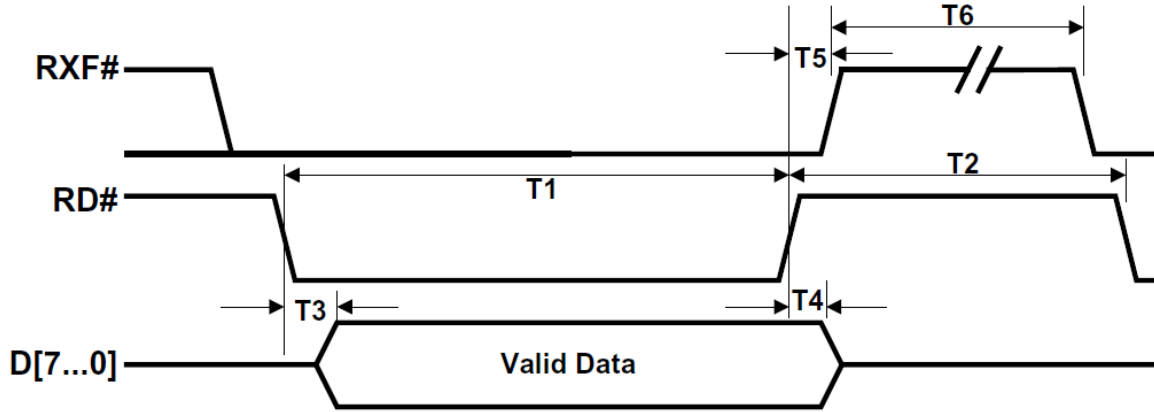 T6
T5
RXF#
T1
T2
RD#
T3
T4
D[7...0]
Valid Data